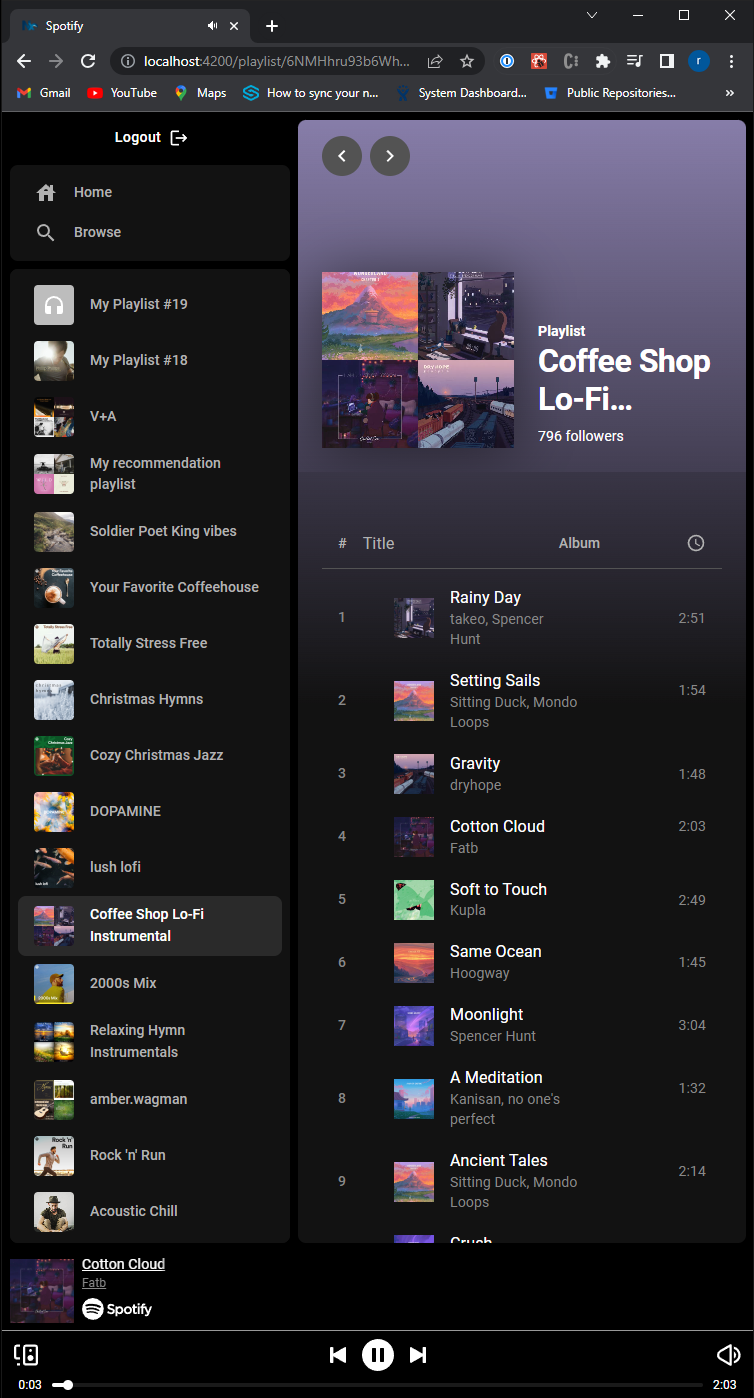 Spotify
localhost:4200/playlist/6NMHhru93b6Wh...
r
Gmail
YouTube
Maps
How to sync your n...
System Dashboard...
Public Repositories...
»
Logout
Home
Browse
My Playlist #19
My Playlist #18
V+A
My recommendation
playlist
Soldier Poet King vibes
Your Favorite Coffeehouse
Totally Stress Free
Christmas Hymns
Cozy Christmas Jazz
DOPAMINE
lush lofi
Coffee Shop Lo-Fi
Instrumental
2000s Mix
Relaxing Hymn
Instrumentals
amber.wagman
Rock 'n' Run
Acoustic Chill
Playlist
Coffee Shop
Lo-Fi...
796 followers
# Title Album
1 Rainy Day 2:51
takeo, Spencer
Hunt
2 Setting Sails 1:54
Sitting Duck, Mondo
Loops
3 Gravity 1:48
dryhope
4 Cotton Cloud 2:03
Fatb
5 Soft to Touch 2:49
Kupla
6 Same Ocean 1:45
Hoogway
7 Moonlight 3:04
Spencer Hunt
8 A Meditation 1:32
Kanisan, no one's
perfect
9 Ancient Tales 2:14
Sitting Duck, Mondo
Loops
Crush
Cotton Cloud
Fatb
Spotify
0:03
2:03